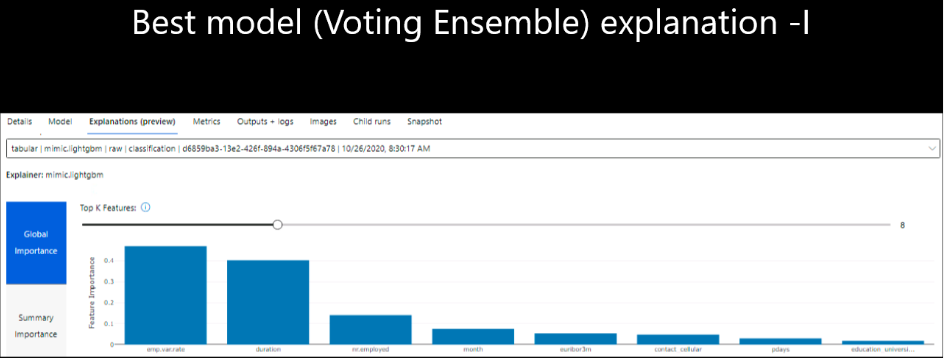 Best model (Voting Ensemble) explanation -I
Details Model Explanations (preview) Metrics Outputs + logs Images Child runs Snapshot
tabular | mimic.lightgbm | raw | classification | d6859ba3-13e2-426f-894a-4306f5f67a78 | 10/26/2020, 8:30:17 AM
Explainer: mimic.lightgbm
Top K Features:
8
Global
Importance
Summary
Importance
Feature Importance
0.4
0.3
0.2
0.1
0
emp.var.rate duration nr.employed month euribor3m contact_cellular pdays education_universi...